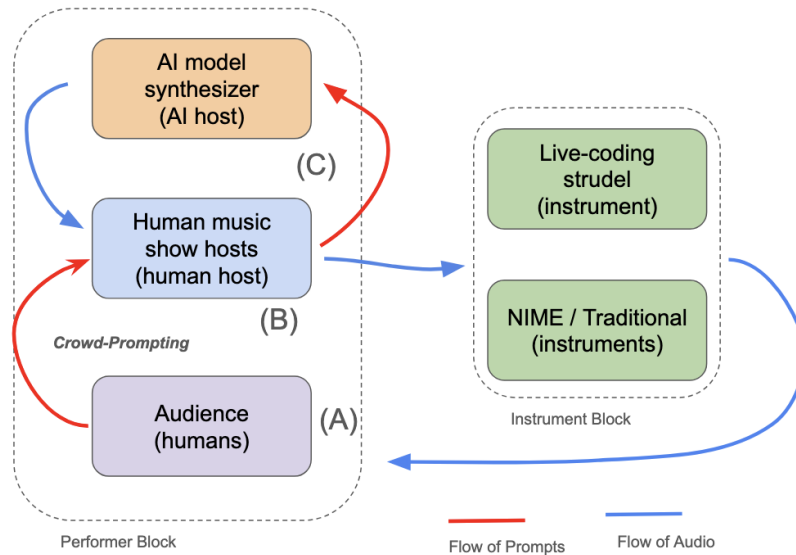 AI model
synthesizer
(AI host)
(C)
Human music
show hosts
(human host)
(B)
Crowd-Prompting
Audience
(humans)
(A)
Performer Block
Live-coding
strudel
(instrument)
NIME / Traditional
(instruments)
Instrument Block
Flow of Prompts
Flow of Audio